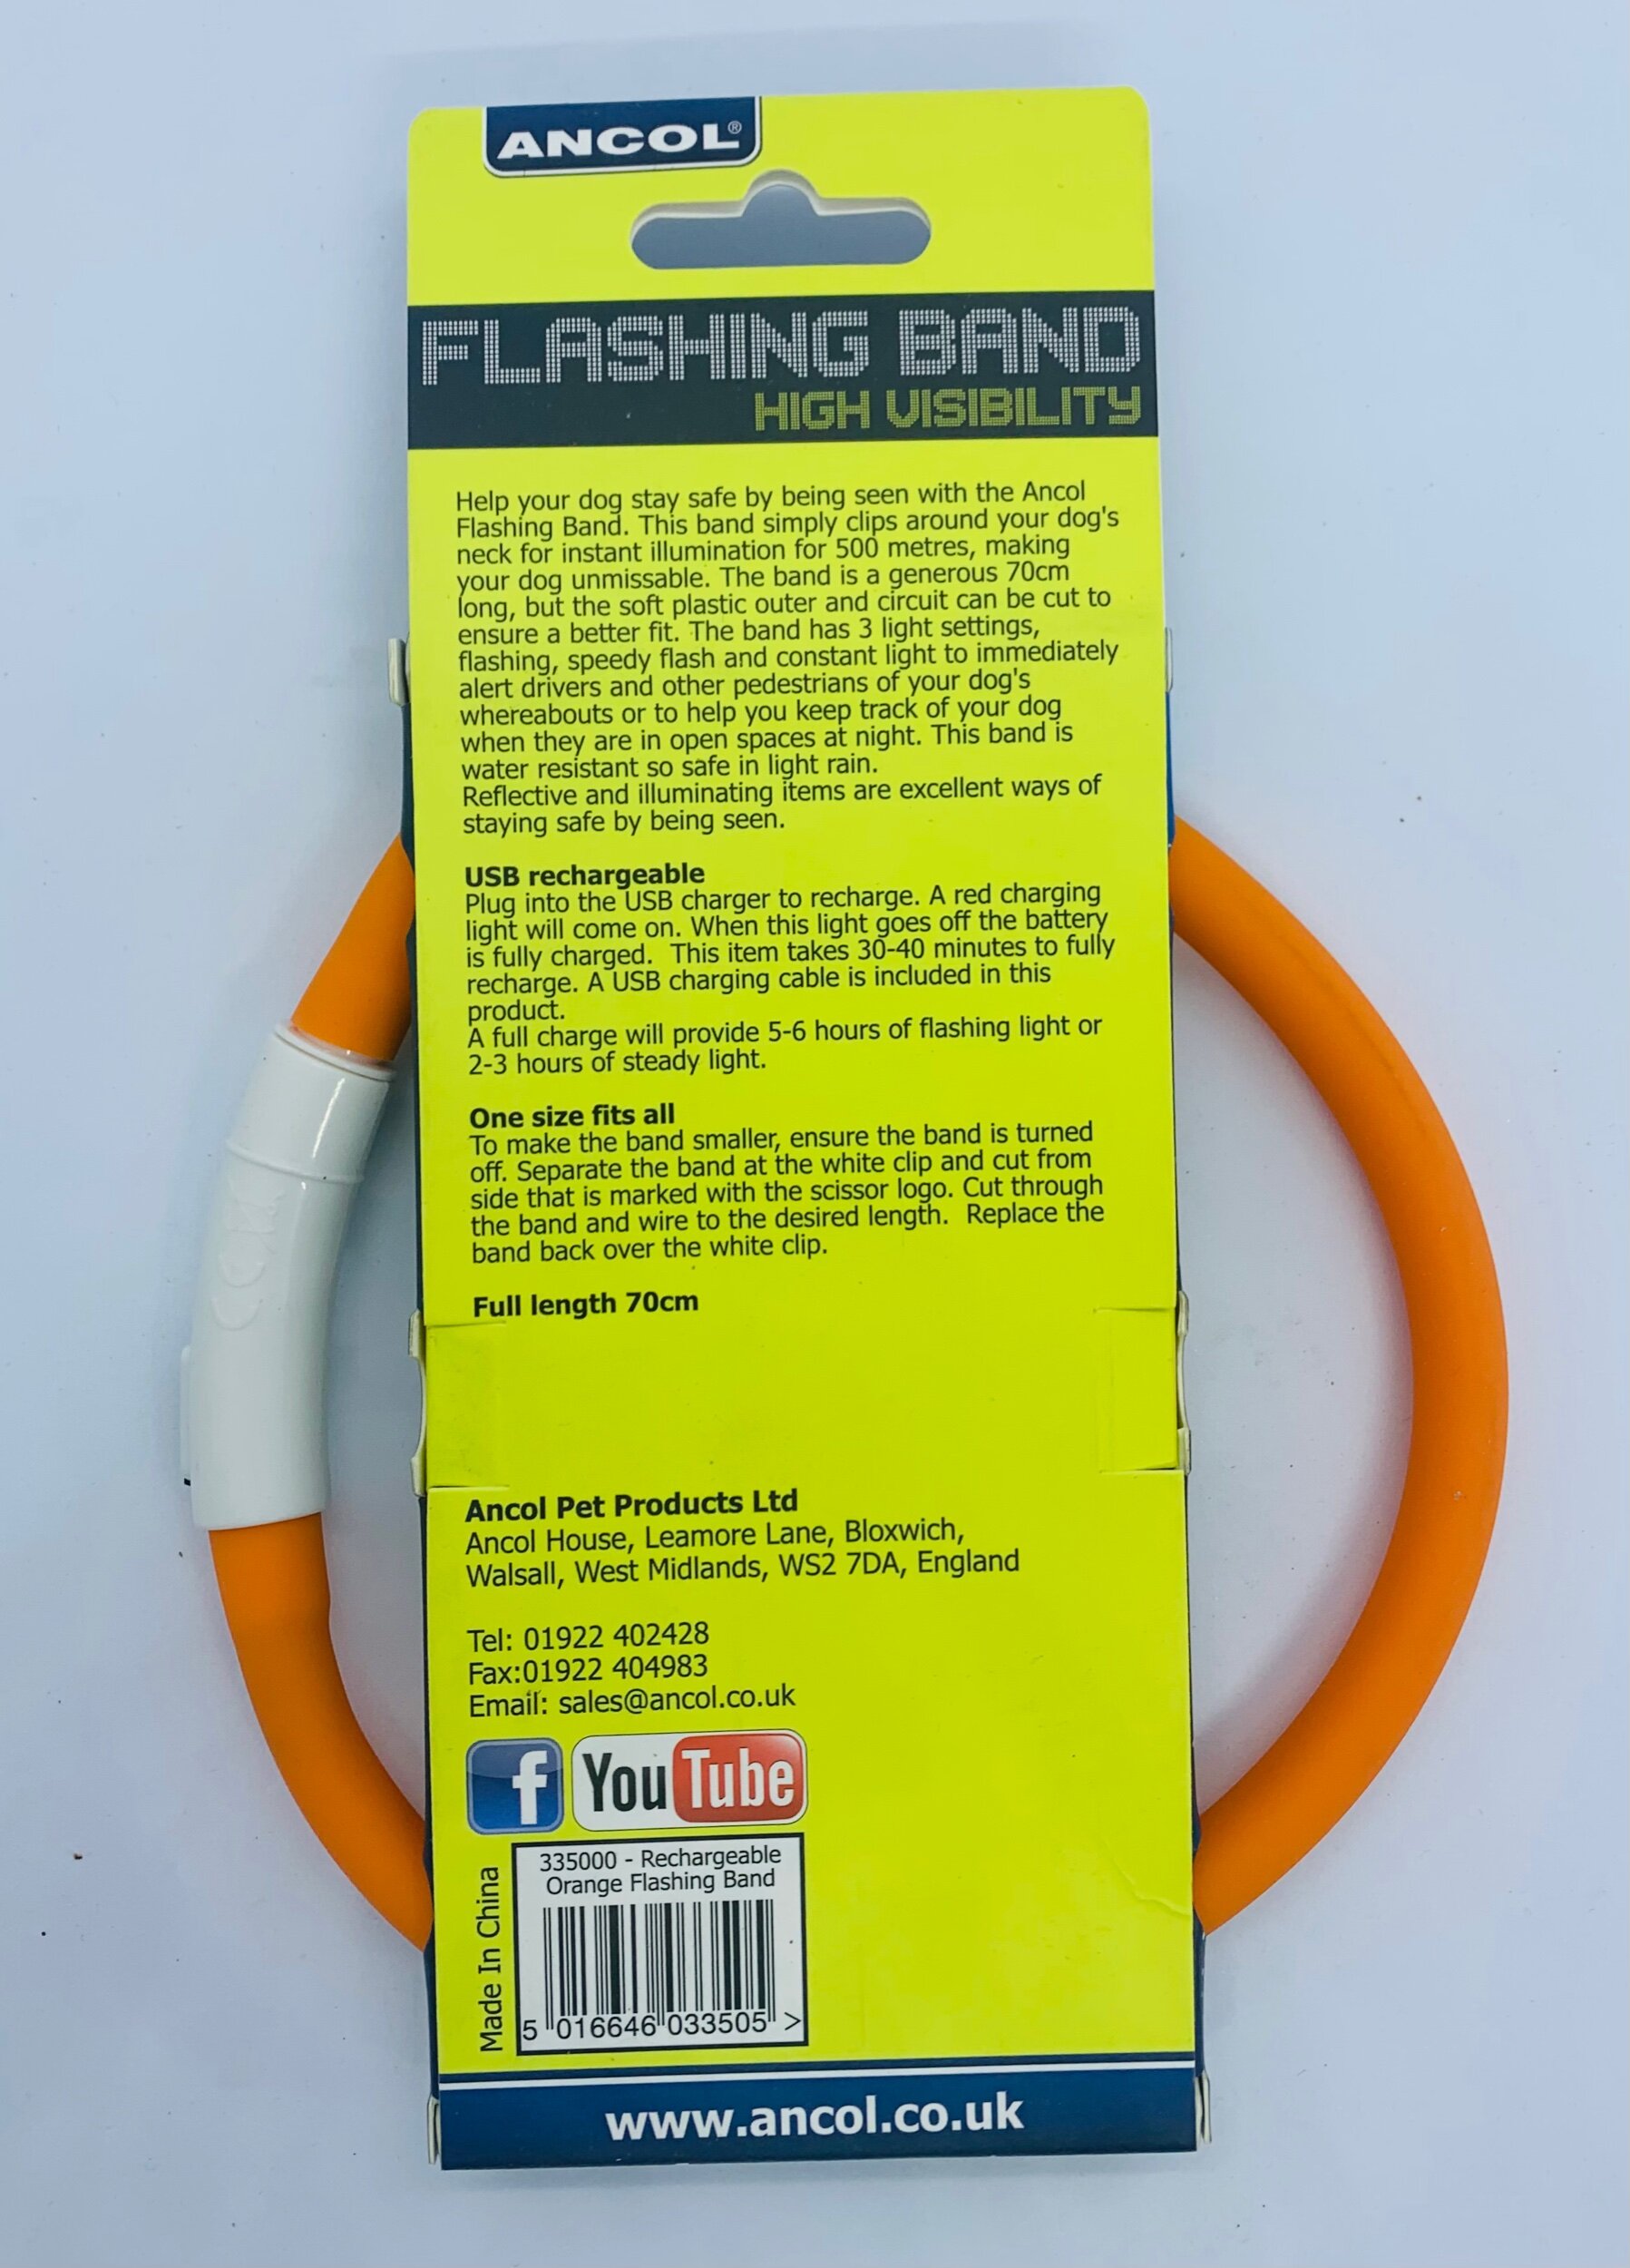 ANCOL®
FLASHING BAND
HIGH VISIBILITY
Help your dog stay safe by being seen with the Ancol
Flashing Band. This band simply clips around your dog's
neck for instant illumination for 500 metres, making
your dog unmissable. The band is a generous 70cm
long, but the soft plastic outer and circuit can be cut to
ensure a better fit. The band has 3 light settings,
flashing, speedy flash and constant light to immediately
alert drivers and other pedestrians of your dog's
whereabouts or to help you keep track of your dog
when they are in open spaces at night. This band is
water resistant so safe in light rain.
Reflective and illuminating items are excellent ways of
staying safe by being seen.
USB rechargeable
Plug into the USB charger to recharge. A red charging
light will come on. When this light goes off the battery
is fully charged. This item takes 30-40 minutes to fully
recharge. A USB charging cable is included in this
product.
A full charge will provide 5-6 hours of flashing light or
2-3 hours of steady light.
One size fits all
To make the band smaller, ensure the band is turned
off. Separate the band at the white clip and cut from
side that is marked with the scissor logo. Cut through
the band and wire to the desired length. Replace the
band back over the white clip.
Full length 70cm
Ancol Pet Products Ltd
Ancol House, Leamore Lane, Bloxwich,
Walsall, West Midlands, WS2 7DA, England
Tel: 01922 402428
Fax:01922 404983
Email: sales@ancol.co.uk
f YouTube
Made In China
335000 - Rechargeable
Orange Flashing Band
5 016646 033505 >
www.ancol.co.uk